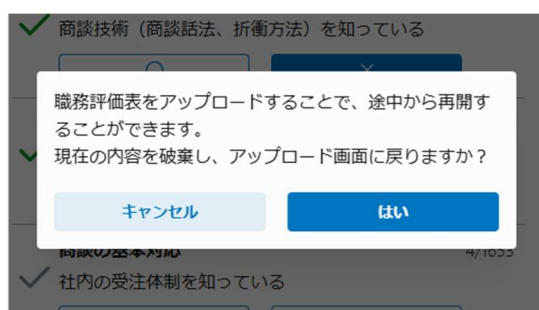 商談技術（商談話法、折衝方法）を知っている
職務評価表をアップロードすることで、途中から再開す
ることができます。
現在の内容を破棄し、アップロード画面に戻りますか？
キャンセル
はい
商談の基本対応
4/1653
社内の受注体制を知っている